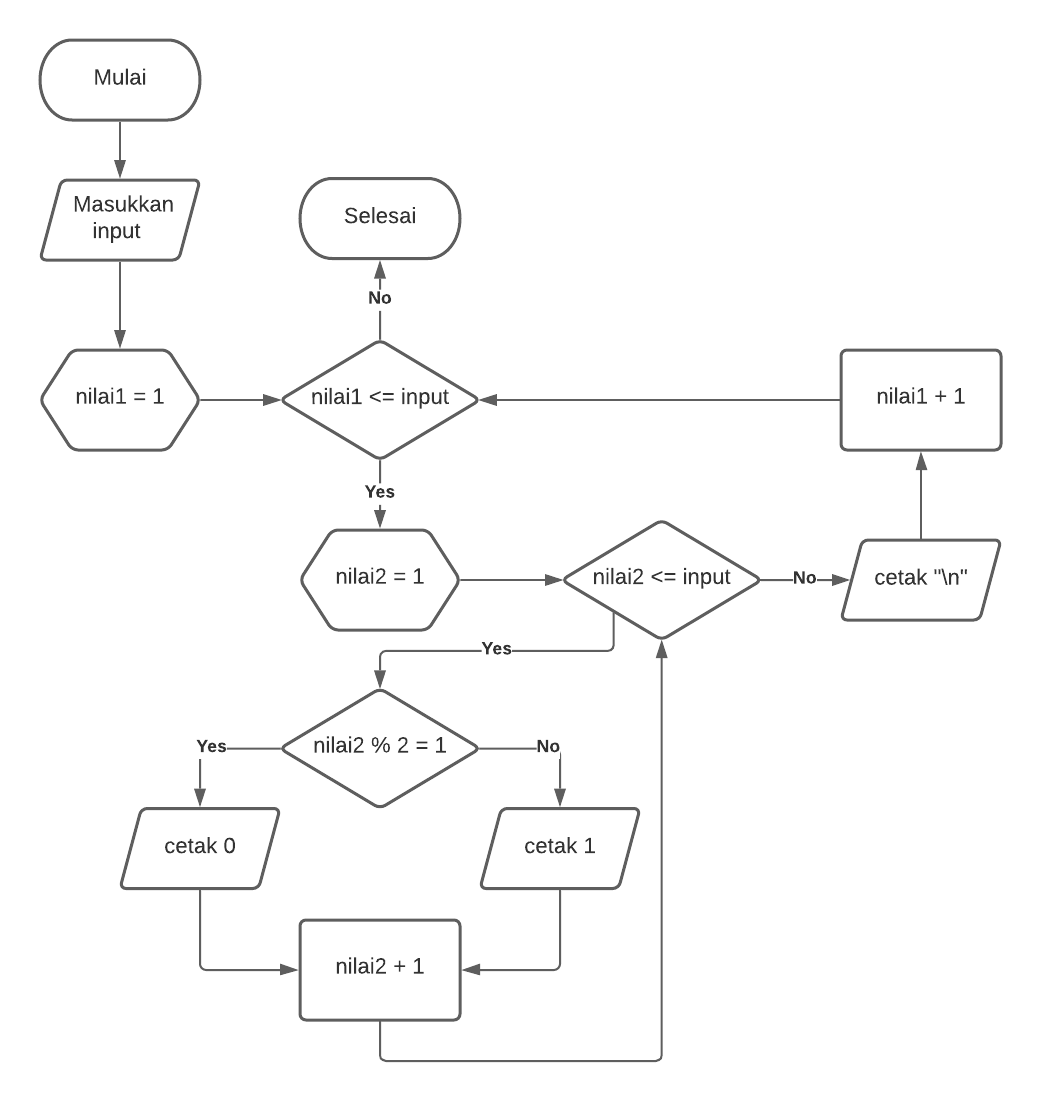 Mulai
Masukkan
input
Selesai
No
nilai1 = 1
nilai1 <= input
nilai1 + 1
Yes
nilai2 = 1
nilai2 <= input
No
cetak "\n"
Yes
nilai2 % 2 = 1
Yes
No
cetak 0
cetak 1
nilai2 + 1